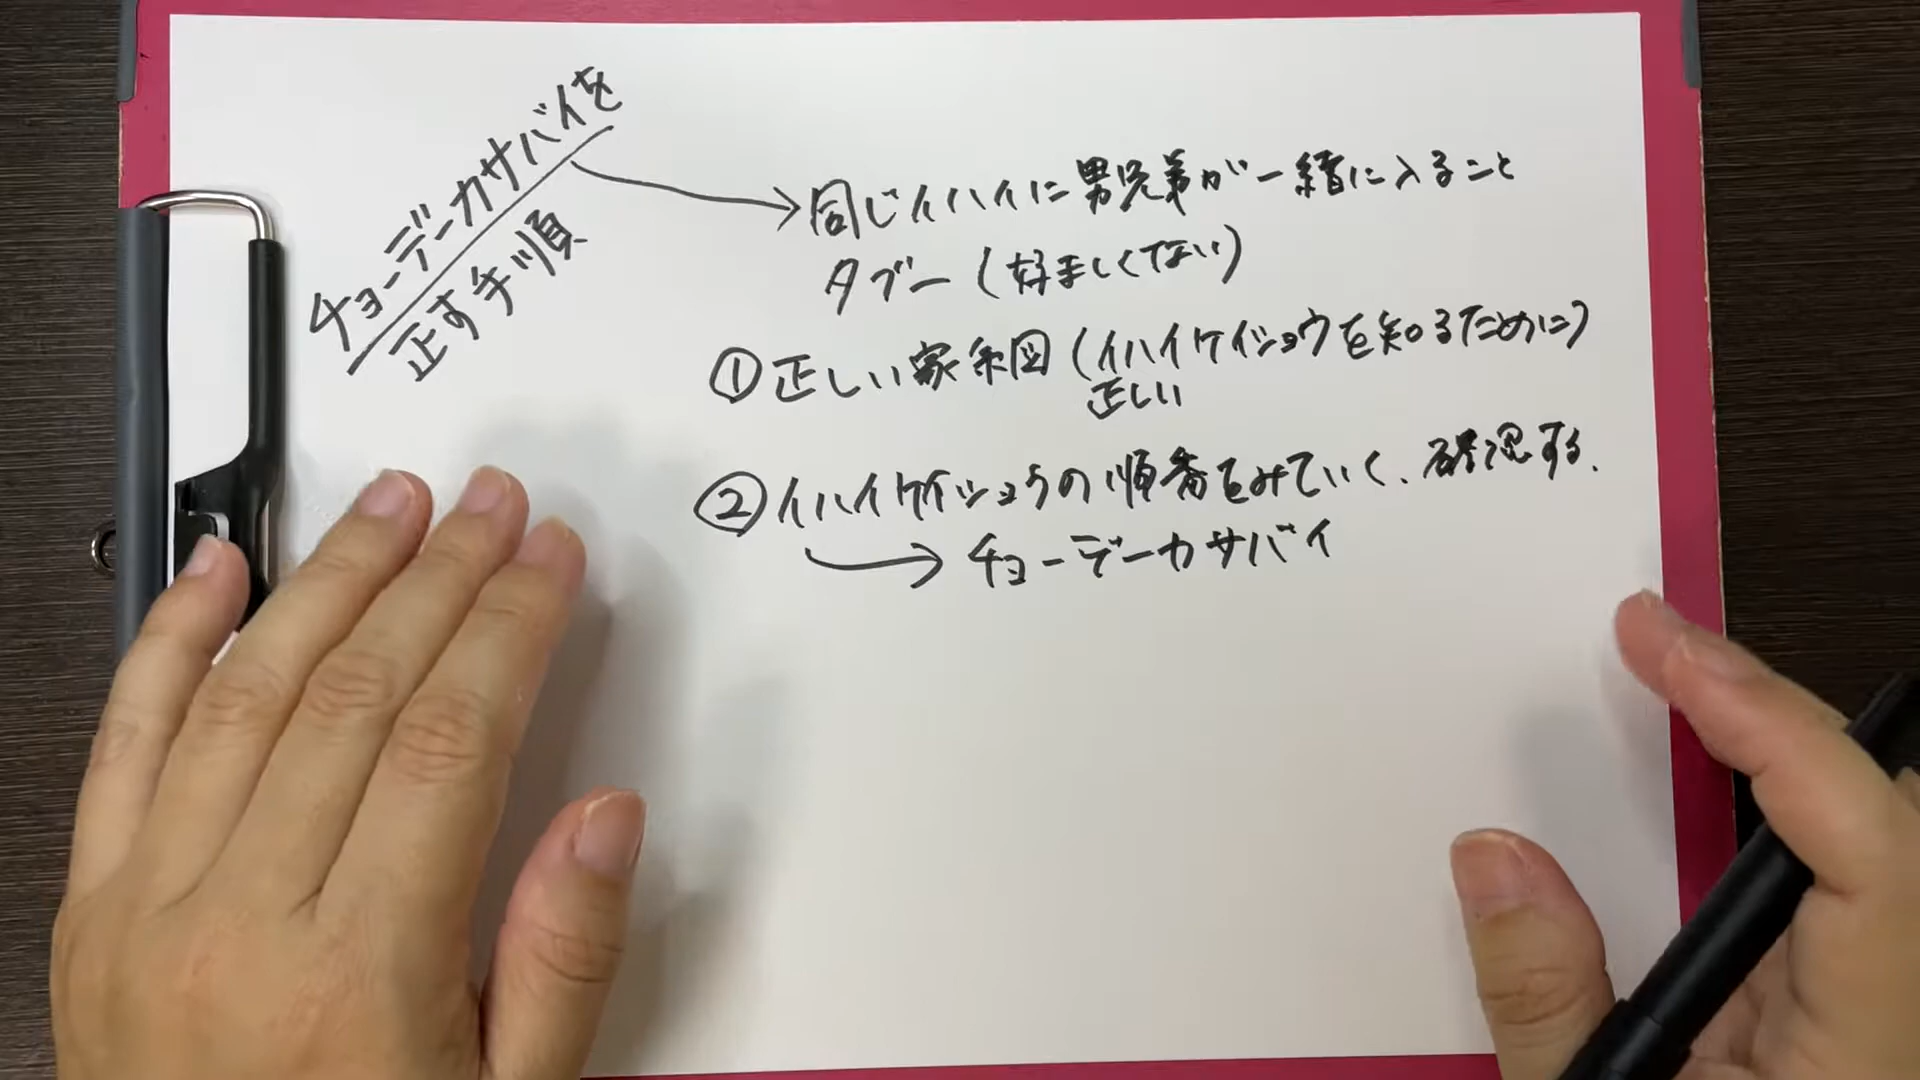 チョーデーカサバイを
正す手順
同じイハイに男兄弟が一緒に入ること
タブー(好ましくてない)
①正しい家系図(イハイケイショウを知るために)
正しい
②イハイケイショウの順番をみていく、確認する、
チョーデーカサバイ